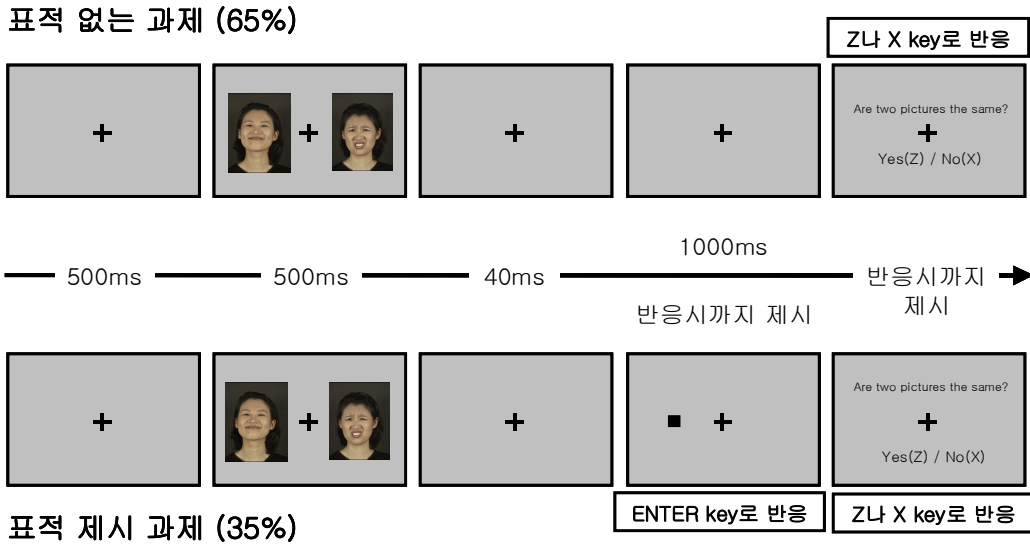 표적 없는 과제 (65%)
Z나 X key로 반응
Are two pictures the same?
Yes(Z) / No(X)
500ms
500ms
40ms
1000ms
반응시까지 제시
반응시까지
제시
Are two pictures the same?
Yes(Z) / No(X)
표적 제시 과제 (35%)
ENTER key로 반응
Z나 X key로 반응